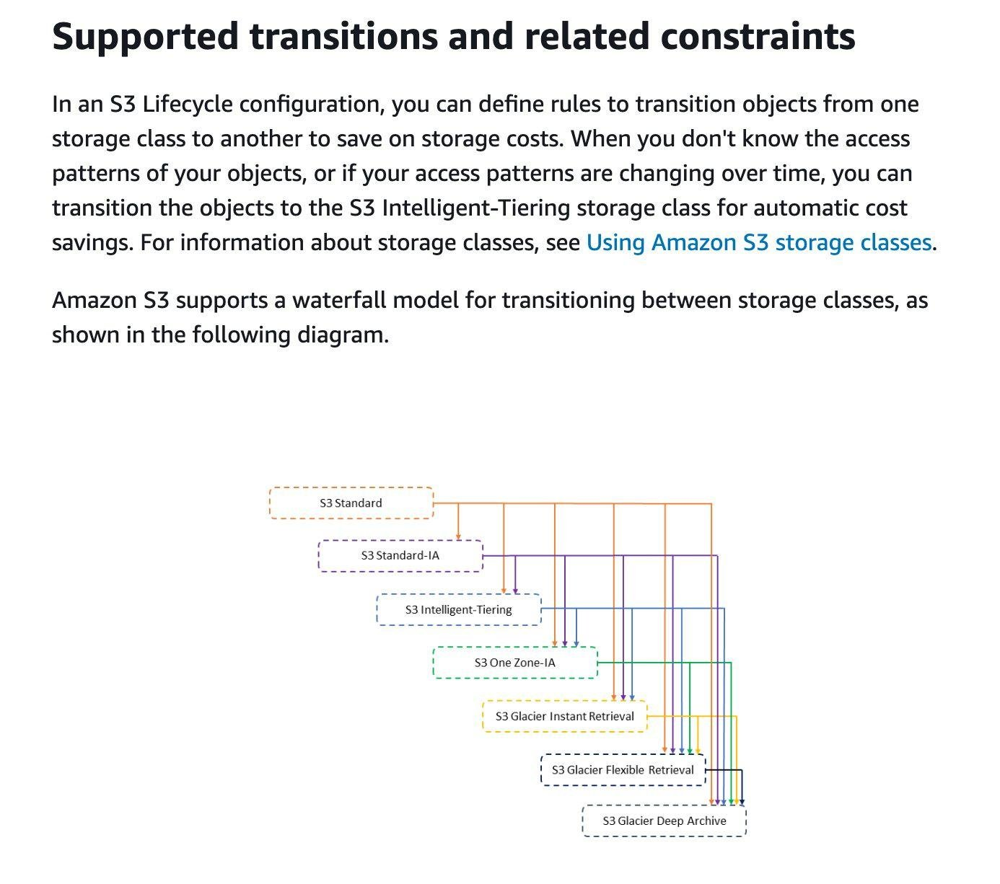 Supported transitions and related constraints
In an S3 Lifecycle configuration, you can define rules to transition objects from one
storage class to another to save on storage costs. When you don't know the access
patterns of your objects, or if your access patterns are changing over time, you can
transition the objects to the S3 Intelligent-Tiering storage class for automatic cost
savings. For information about storage classes, see Using Amazon S3 storage classes.
Amazon S3 supports a waterfall model for transitioning between storage classes, as
shown in the following diagram.
S3 Standard
S3 Standard-IA
S3 Intelligent-Tiering
S3 One Zone-IA
S3 Glacier Instant Retrieval
S3 Glacier Flexible Retrieval
S3 Glacier Deep Archive